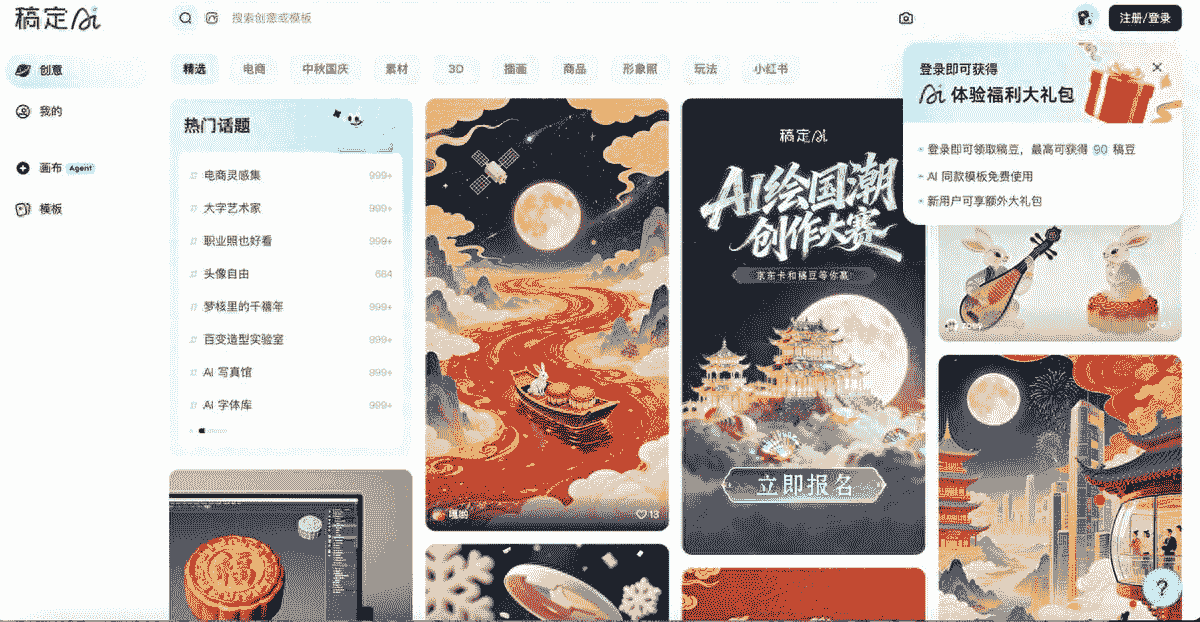 稿定Ai
搜索创意或模板
注册/登录
创意
我的
画布 Agent
模板
精选 电商 中秋国庆 素材 3D 插画 商品 形象照 玩法 小红书
登录即可获得
Ai 体验福利大礼包
登录即可领取稿豆，最高可获得 90 稿豆
AI 同款模板免费使用
新用户可享额外大礼包
热门话题
电商灵感集 999+
大字艺术家 999+
职业照也好看 999+
头像自由 684
梦核里的千禧年 999+
百变造型实验室 999+
AI 写真馆 999+
AI 字体库 999+
福
13
稿定Ai
AI绘国潮
创作大赛
京东卡和稿豆等你赢
立即报名
?